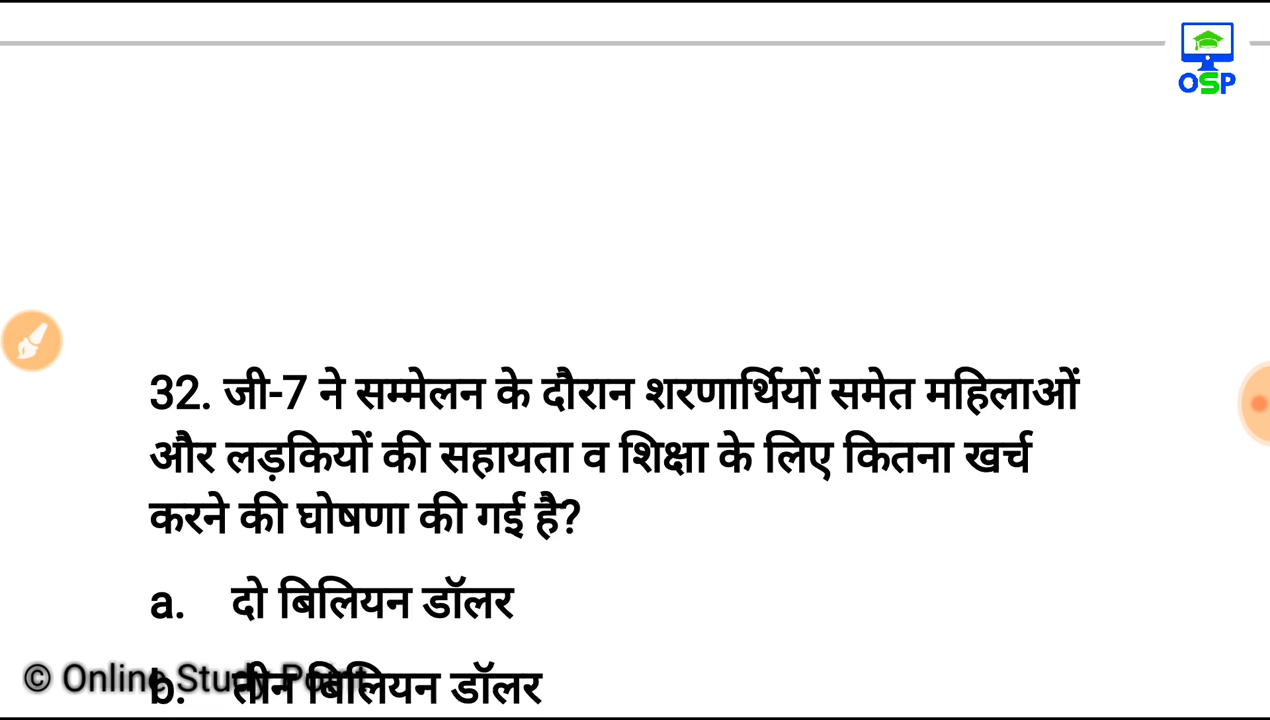 OSP
32. जी-7 ने सम्मेलन के दौरान शरणार्थियों समेत महिलाओं
और लड़कियों की सहायता व शिक्षा के लिए कितना खर्च
करने की घोषणा की गई है?
a. दो बिलियन डॉलर
b. तीन बिलियन डॉलर
© Online Study Point